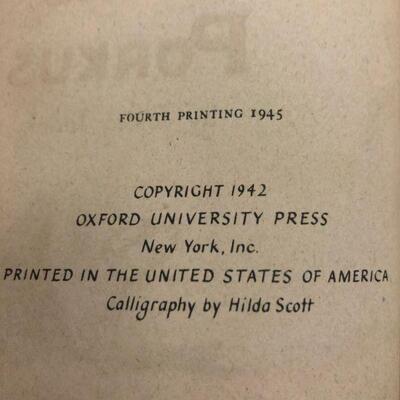 FOURTH PRINTING 1945
COPYRIGHT 1942
OXFORD UNIVERSITY PRESS
New York, Inc.
PRINTED IN THE UNITED STATES OF AMERICA
Calligraphy by Hilda Scott